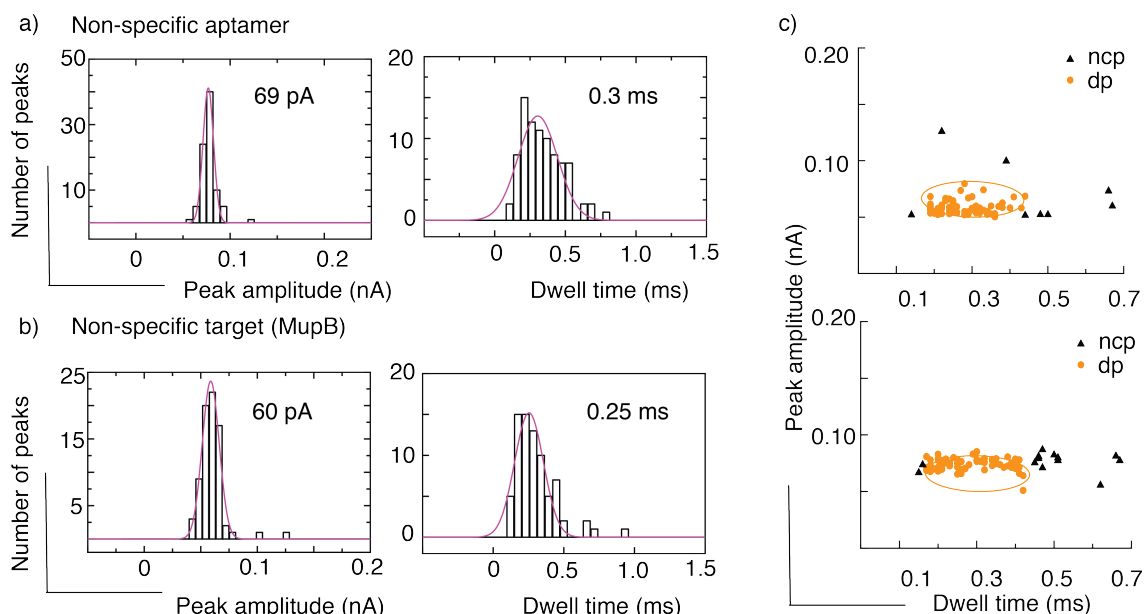 a) Non-specific aptamer
Number of peaks
50
30
10
69 pA
0 0.1 0.2
Peak amplitude (nA)
20
10
0
0.3 ms
0 0.5 1.0 1.5
Dwell time (ms)
b) Non-specific target (MupB)
Number of peaks
25
15
5
60 pA
0 0.1 0.2
Peak amplitude (nA)
20
10
0
0.25 ms
0 0.5 1.0 1.5
Dwell time (ms)
c)
Peak amplitude (nA)
0.20
0.10
ncp
dp
0.1 0.3 0.5 0.7
0.20
0.10
ncp
dp
0.1 0.3 0.5 0.7
Dwell time (ms)